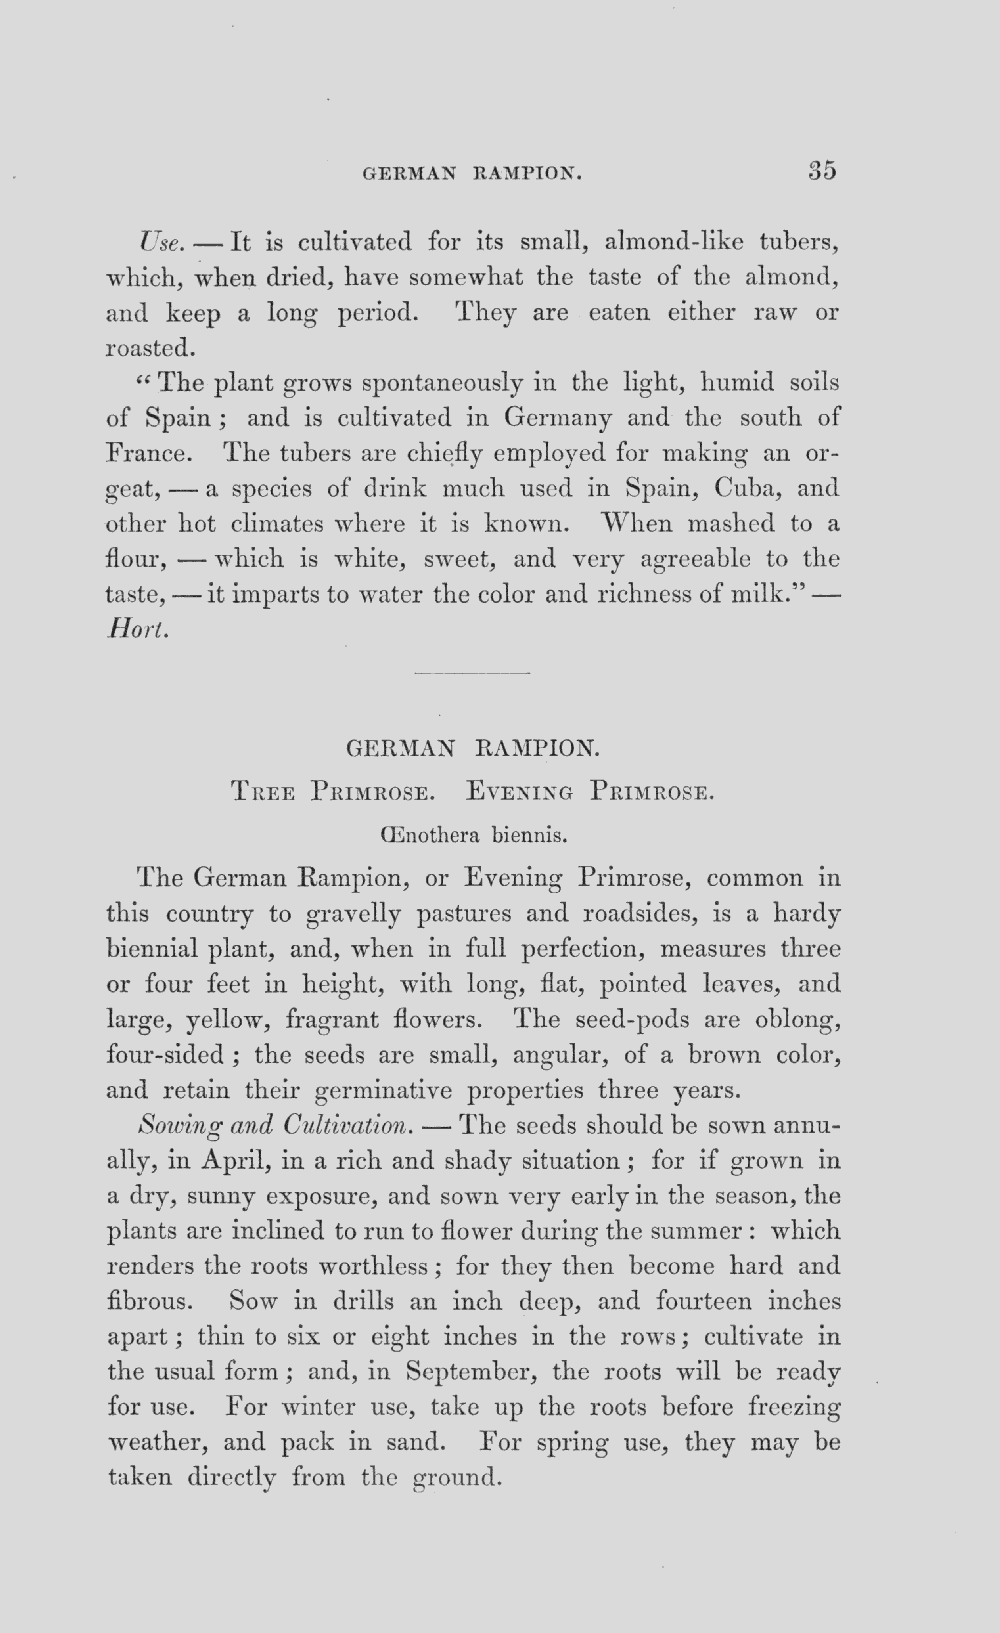 GERMAN RAMPION. 35
Use. — It is cultivated for its small, almond-like tubers,
which, when dried, have somewhat the taste of the almond,
and keep a long period. They are eaten either raw or
roasted.
“The plant grows spontaneously in the light, humid soils
of Spain; and is cultivated in Germany and the south of
France. The tubers are chiefly employed for making an or-
geat, — a species of drink much used in Spain, Cuba, and
other hot climates where it is known. When mashed to a
flour, — which is white, sweet, and very agreeable to the
taste, — it imparts to water the color and richness of milk.” —
Hort.
GERMAN RAMPION.
TREE PRIMROSE. EVENING PRIMROSE.
Œnothera biennis.
The German Rampion, or Evening Primrose, common in
this country to gravelly pastures and roadsides, is a hardy
biennial plant, and, when in full perfection, measures three
or four feet in height, with long, flat, pointed leaves, and
large, yellow, fragrant flowers. The seed-pods are oblong,
four-sided; the seeds are small, angular, of a brown color,
and retain their germinative properties three years.
Sowing and Cultivation. — The seeds should be sown annu-
ally, in April, in a rich and shady situation; for if grown in
a dry, sunny exposure, and sown very early in the season, the
plants are inclined to run to flower during the summer: which
renders the roots worthless; for they then become hard and
fibrous. Sow in drills an inch deep, and fourteen inches
apart; thin to six or eight inches in the rows; cultivate in
the usual form; and, in September, the roots will be ready
for use. For winter use, take up the roots before freezing
weather, and pack in sand. For spring use, they may be
taken directly from the ground.